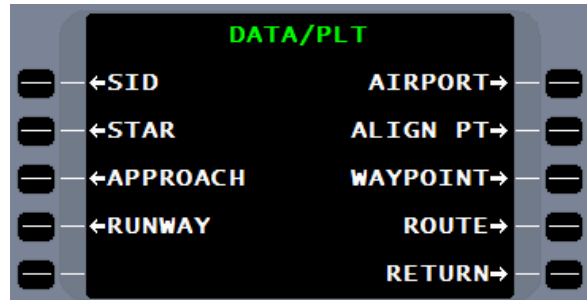 DATA/PLT
←SID AIRPORT→
←STAR ALIGN PT→
←APPROACH WAYPOINT→
←RUNWAY ROUTE→
RETURN→